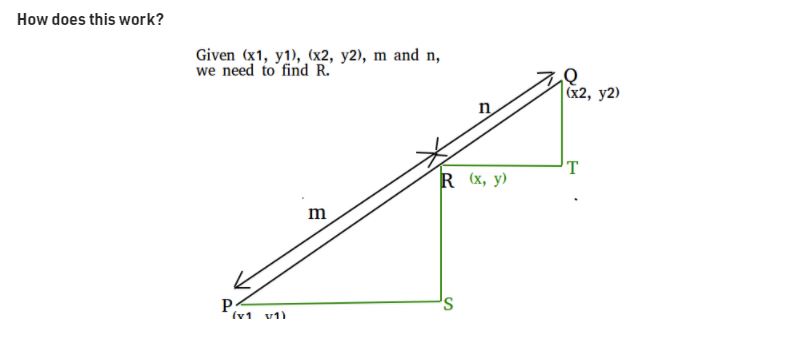 How does this work?
Given (x1, y1), (x2, y2), m and n,
we need to find R.
Q
(x2, y2)
n
T
R (x, y)
m
P
S
(x1 y1)